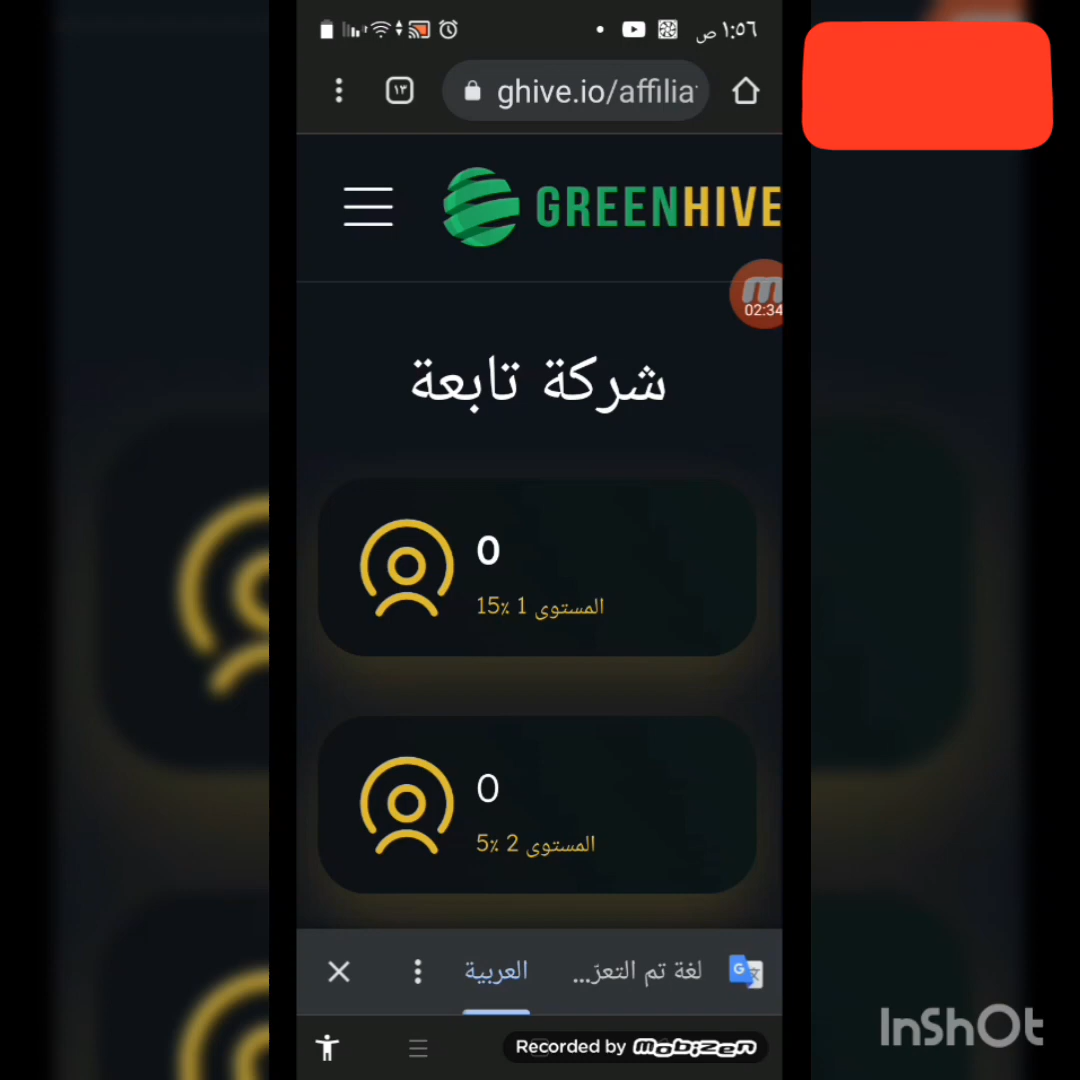 ١:٥٦ ص
١٣
ghive.io/affilia
GREENHIVE
02:34
شركة تابعة
0
المستوى 1 15٪
0
المستوى 2 5٪
لغة تم التعرّ...
العربية
Recorded by mobizen
InShOt